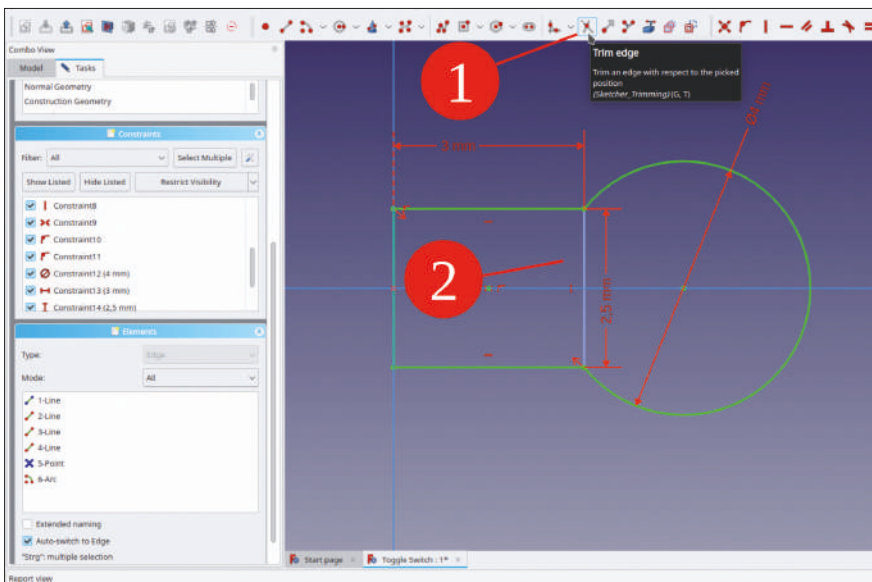 Combo View
Model
Tasks
Normal Geometry
Construction Geometry
Constraints
Filter:
All
Select Multiple
Show Listed
Hide Listed
Restrict Visibility
Constraint8
Constraint9
Constraint10
Constraint11
Constraint12 (4 mm)
Constraint13 (3 mm)
Constraint14 (2,5 mm)
Elements
Type:
Edge
Mode:
All
1-Line
2-Line
3-Line
4-Line
5-Point
6-Arc
Extended naming
Auto-switch to Edge
"Strg": multiple selection
Report view
1
Trim edge
Trim an edge with respect to the picked
position
(Sketcher_Trimming)(G, T)
3 mm
Ø4 mm
2
2,5 mm
Start page
Toggle Switch : 1*